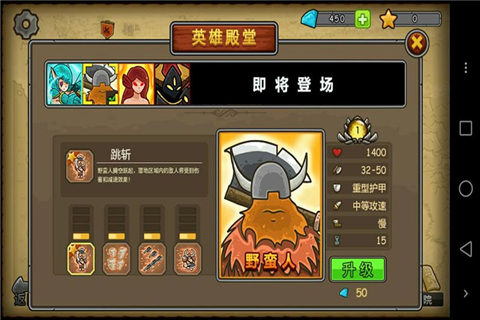 450
0
英雄殿堂
即将登场
跳斩
野蛮人腾空跃起,落地区域内的敌人将受到伤
害和减速效果!
1
1400
32-50
重型护甲
中等攻速
慢
15
野蛮人
升级
50
返
院